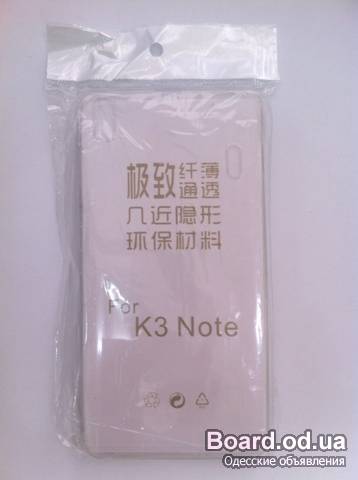 极致纤薄通透
几近隐形
环保材料
For
K3 Note
Board.od.ua
Одесские объявления